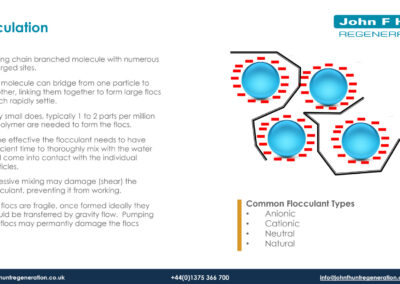 culation
John F H
REGENERA
ng chain branched molecule with numerous
rged sites.
molecule can bridge from one particle to
other, linking them together to form large flocs
ch rapidly settle.
y small does, typically 1 to 2 parts per million
olymer are needed to form the flocs.
e effective the flocculant needs to have
cient time to thoroughly mix with the water
d come into contact with the individual
icles.
essive mixing may damage (shear) the
culant, preventing it from working.
flocs are fragile, once formed ideally they
uld be transferred by gravity flow. Pumping
flocs may permantly damage the flocs
Common Flocculant Types
• Anionic
• Cationic
• Neutral
• Natural
huntregeneration.co.uk
+44(0)1375 366 700
info@johnfhuntregeneration.co